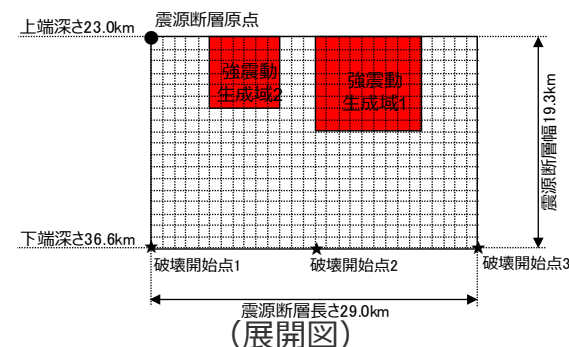 震源断層原点
上端深さ23.0km
強震動
生成域2
強震動
生成域1
震源断層幅19.3km
下端深さ36.6km
破壊開始点1
破壊開始点2
破壊開始点3
震源断層長さ29.0km
(展開図)